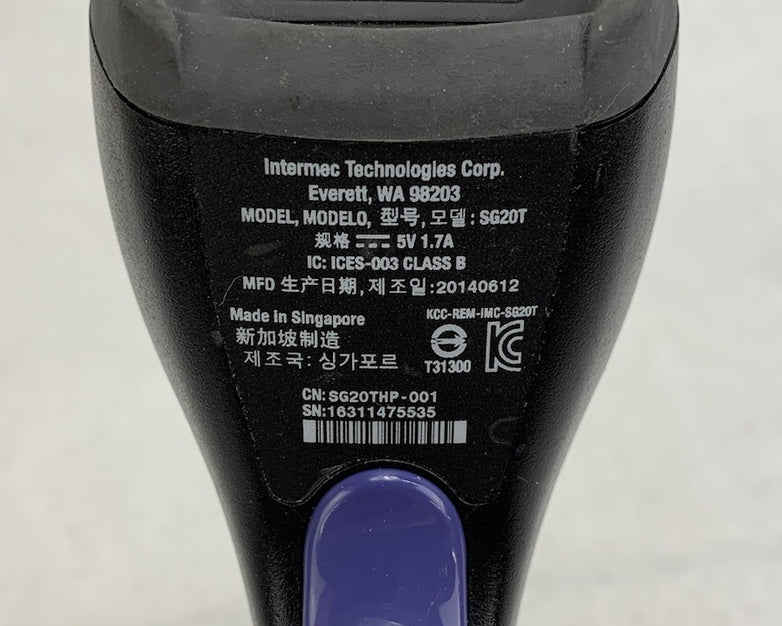 Intermec Technologies Corp.
Everett, WA 98203
MODEL, MODELO, 型号, 모델 : SG20T
规格 ⎓ 5V 1.7A
IC: ICES-003 CLASS B
MFD 生产日期, 제조일:20140612
Made in Singapore
新加坡制造
제조국: 싱가포르
KCC-REM-IMC-SG20T
T31300
CN: SG20THP-001
SN:16311475535